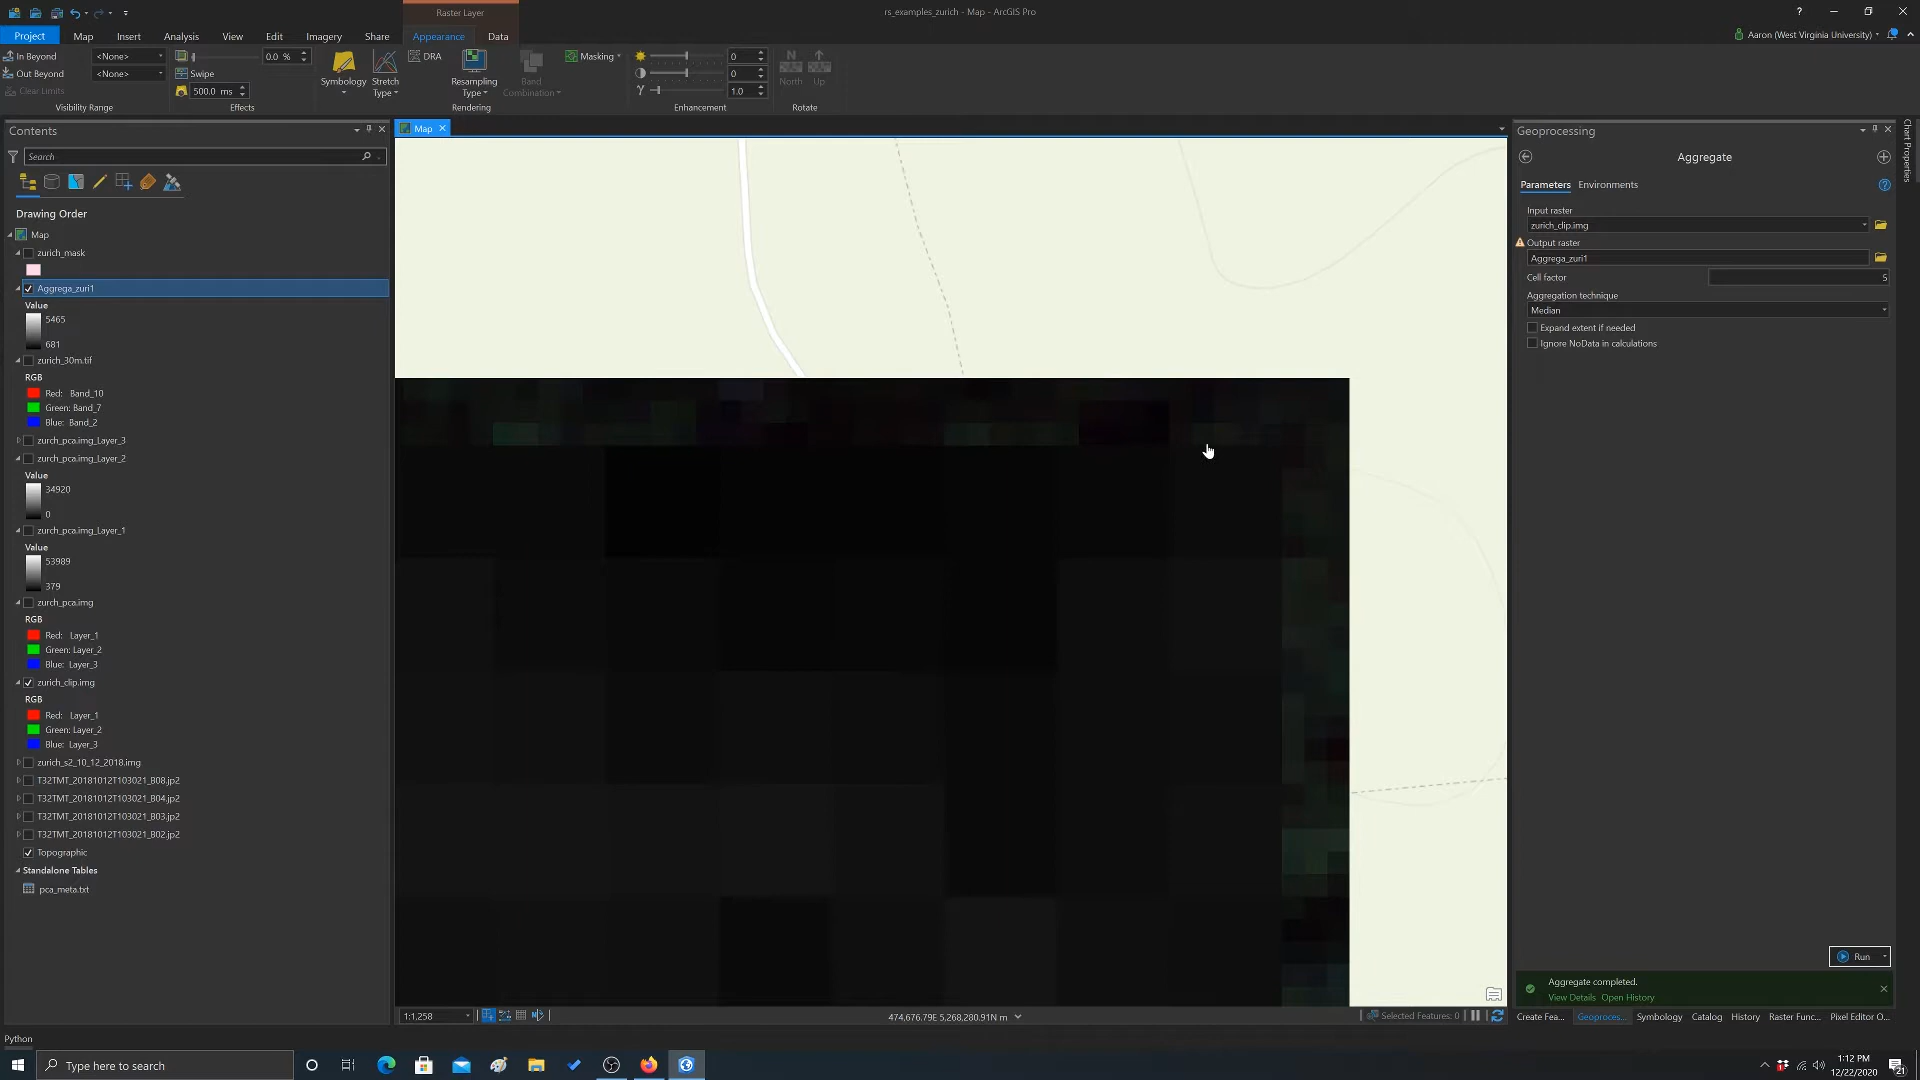 Raster Layer
rs_examples_zurich - Map - ArcGIS Pro
?
Project Map Insert Analysis View Edit Imagery Share Appearance Data
Aaron (West Virginia University)
In Beyond <None>
Out Beyond <None>
Clear Limits
Visibility Range
0.0 %
Swipe
500.0 ms
Effects
Symbology
Stretch Type
DRA
Resampling Type
Band Combination
Rendering
Masking
0
0
1.0
Enhancement
North Up
Rotate
Contents
Search
Drawing Order
Map
zurich_mask
Aggrega_zuri1
Value
5465
681
zurich_30m.tif
RGB
Red: Band_10
Green: Band_7
Blue: Band_2
zurch_pca.img_Layer_3
zurch_pca.img_Layer_2
Value
34920
0
zurch_pca.img_Layer_1
Value
53989
379
zurch_pca.img
RGB
Red: Layer_1
Green: Layer_2
Blue: Layer_3
zurich_clip.img
RGB
Red: Layer_1
Green: Layer_2
Blue: Layer_3
zurich_s2_10_12_2018.img
T32TMT_20181012T103021_B08.jp2
T32TMT_20181012T103021_B04.jp2
T32TMT_20181012T103021_B03.jp2
T32TMT_20181012T103021_B02.jp2
Topographic
Standalone Tables
pca_meta.txt
Map
1:1,258
474,676.79E 5,268,280.91N m
Selected Features: 0
Geoprocessing
Aggregate
Parameters Environments
Input raster
zurich_clip.img
Output raster
Aggrega_zuri1
Cell factor 5
Aggregation technique
Median
Expand extent if needed
Ignore NoData in calculations
Run
Aggregate completed.
View Details Open History
Create Fea... Geoproces... Symbology Catalog History Raster Func... Pixel Editor O...
Chart Properties
Python
Type here to search
1:12 PM
12/22/2020
21